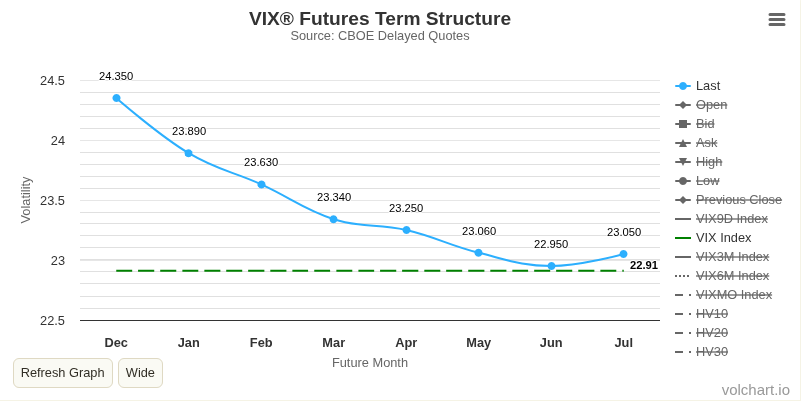 VIX® Futures Term Structure
Source: CBOE Delayed Quotes
Volatility
24.5
24
23.5
23
22.5
24.350
23.890
23.630
23.340
23.250
23.060
22.950
23.050
22.91
Dec
Jan
Feb
Mar
Apr
May
Jun
Jul
Future Month
Last
Open
Bid
Ask
High
Low
Previous Close
VIX9D Index
VIX Index
VIX3M Index
VIX6M Index
VIXMO Index
HV10
HV20
HV30
Refresh Graph
Wide
volchart.io